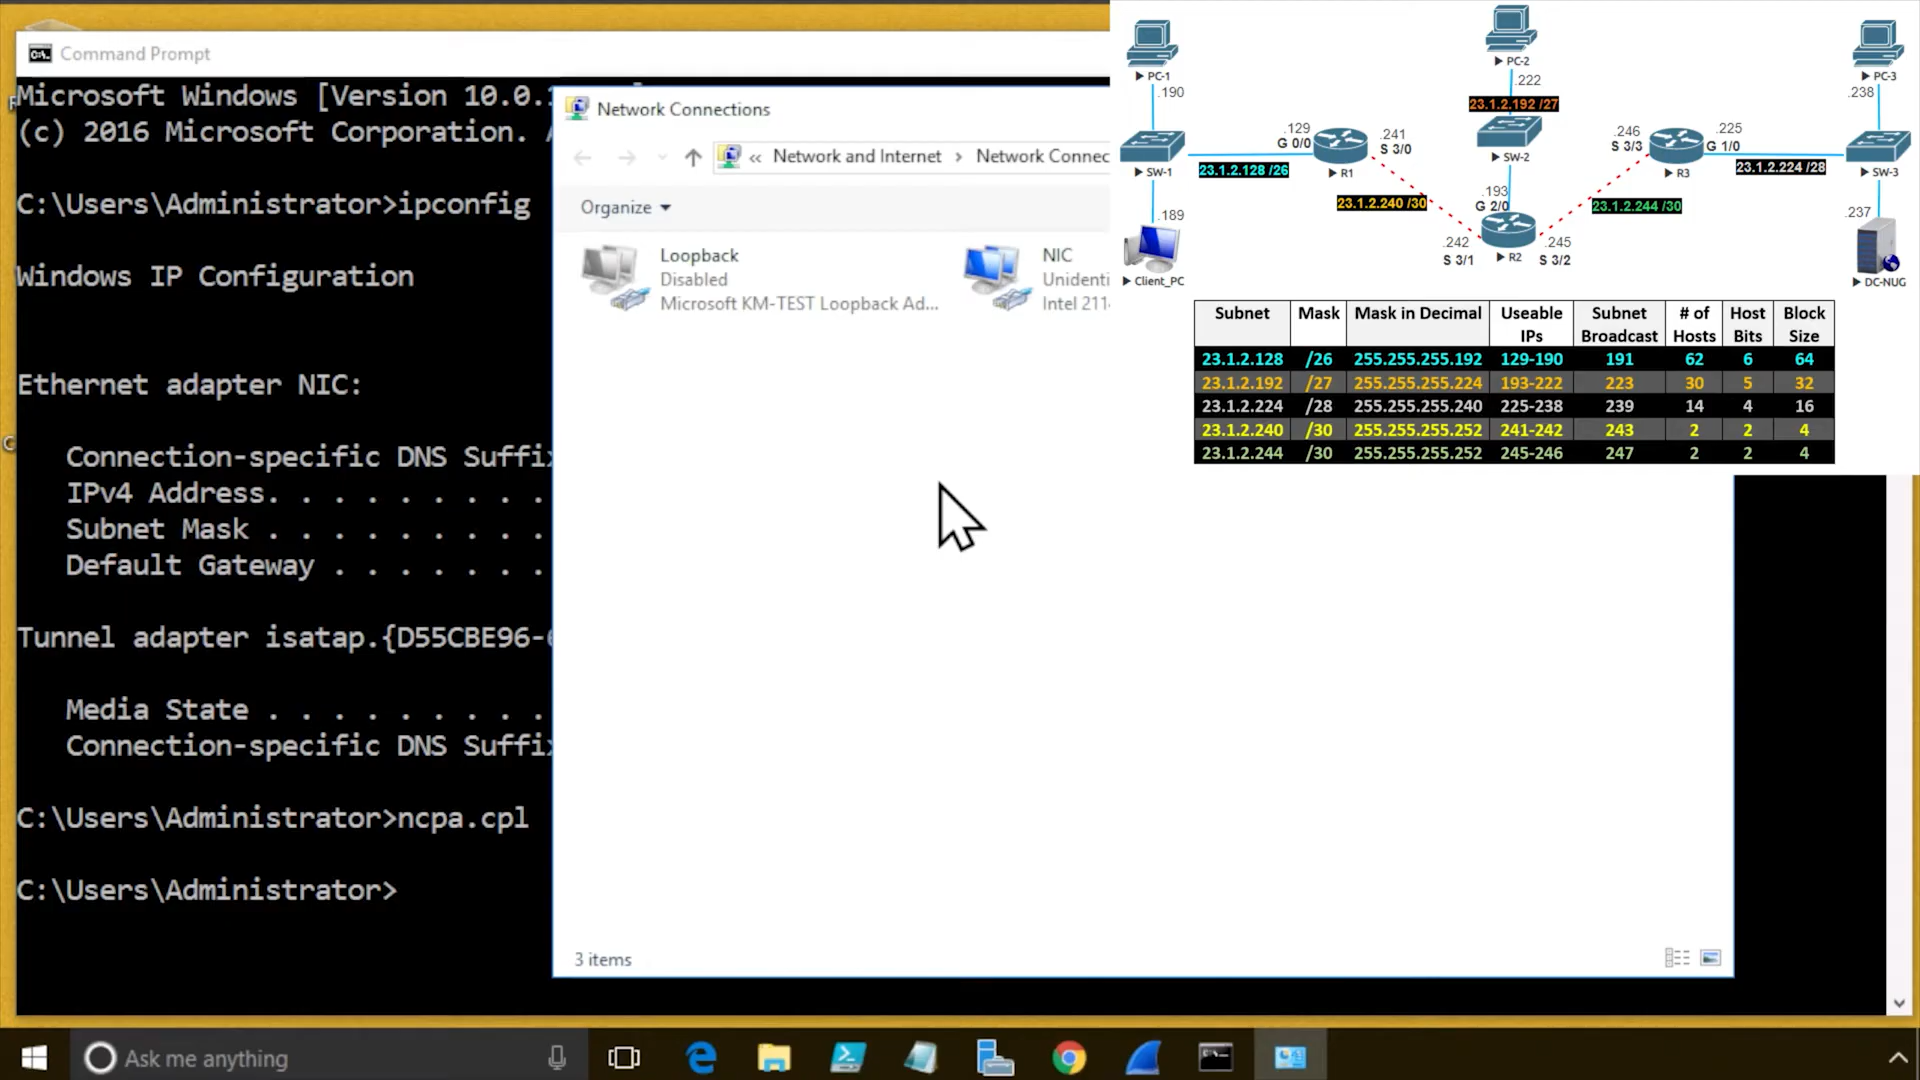 Command Prompt
Microsoft Windows [Version 10.0.
(c) 2016 Microsoft Corporation.
C:\Users\Administrator>ipconfig
Windows IP Configuration
Ethernet adapter NIC:
Connection-specific DNS Suffix
IPv4 Address. . . . . . . . . .
Subnet Mask . . . . . . . . .
Default Gateway . . . . . . .
Tunnel adapter isatap.{D55CBE96-
Media State . . . . . . . . .
Connection-specific DNS Suffix
C:\Users\Administrator>ncpa.cpl
C:\Users\Administrator>
Network Connections
« Network and Internet > Network Connec
Organize
Loopback
Disabled
Microsoft KM-TEST Loopback Ad...
NIC
Unidenti
Intel 211
3 items
PC-1
.190
SW-1
.189
Client_PC
23.1.2.128 /26
.129
G 0/0
R1
.241
S 3/0
23.1.2.240 /30
PC-2
.222
23.1.2.192 /27
SW-2
.193
G 2/0
.242
S 3/1
R2
.245
S 3/2
23.1.2.244 /30
.246
S 3/3
R3
.225
G 1/0
23.1.2.224 /28
PC-3
.238
SW-3
.237
DC-NUG
Subnet Mask Mask in Decimal Useable IPs Subnet Broadcast # of Hosts Host Bits Block Size
23.1.2.128 /26 255.255.255.192 129-190 191 62 6 64
23.1.2.192 /27 255.255.255.224 193-222 223 30 5 32
23.1.2.224 /28 255.255.255.240 225-238 239 14 4 16
23.1.2.240 /30 255.255.255.252 241-242 243 2 2 4
23.1.2.244 /30 255.255.255.252 245-246 247 2 2 4
Ask me anything